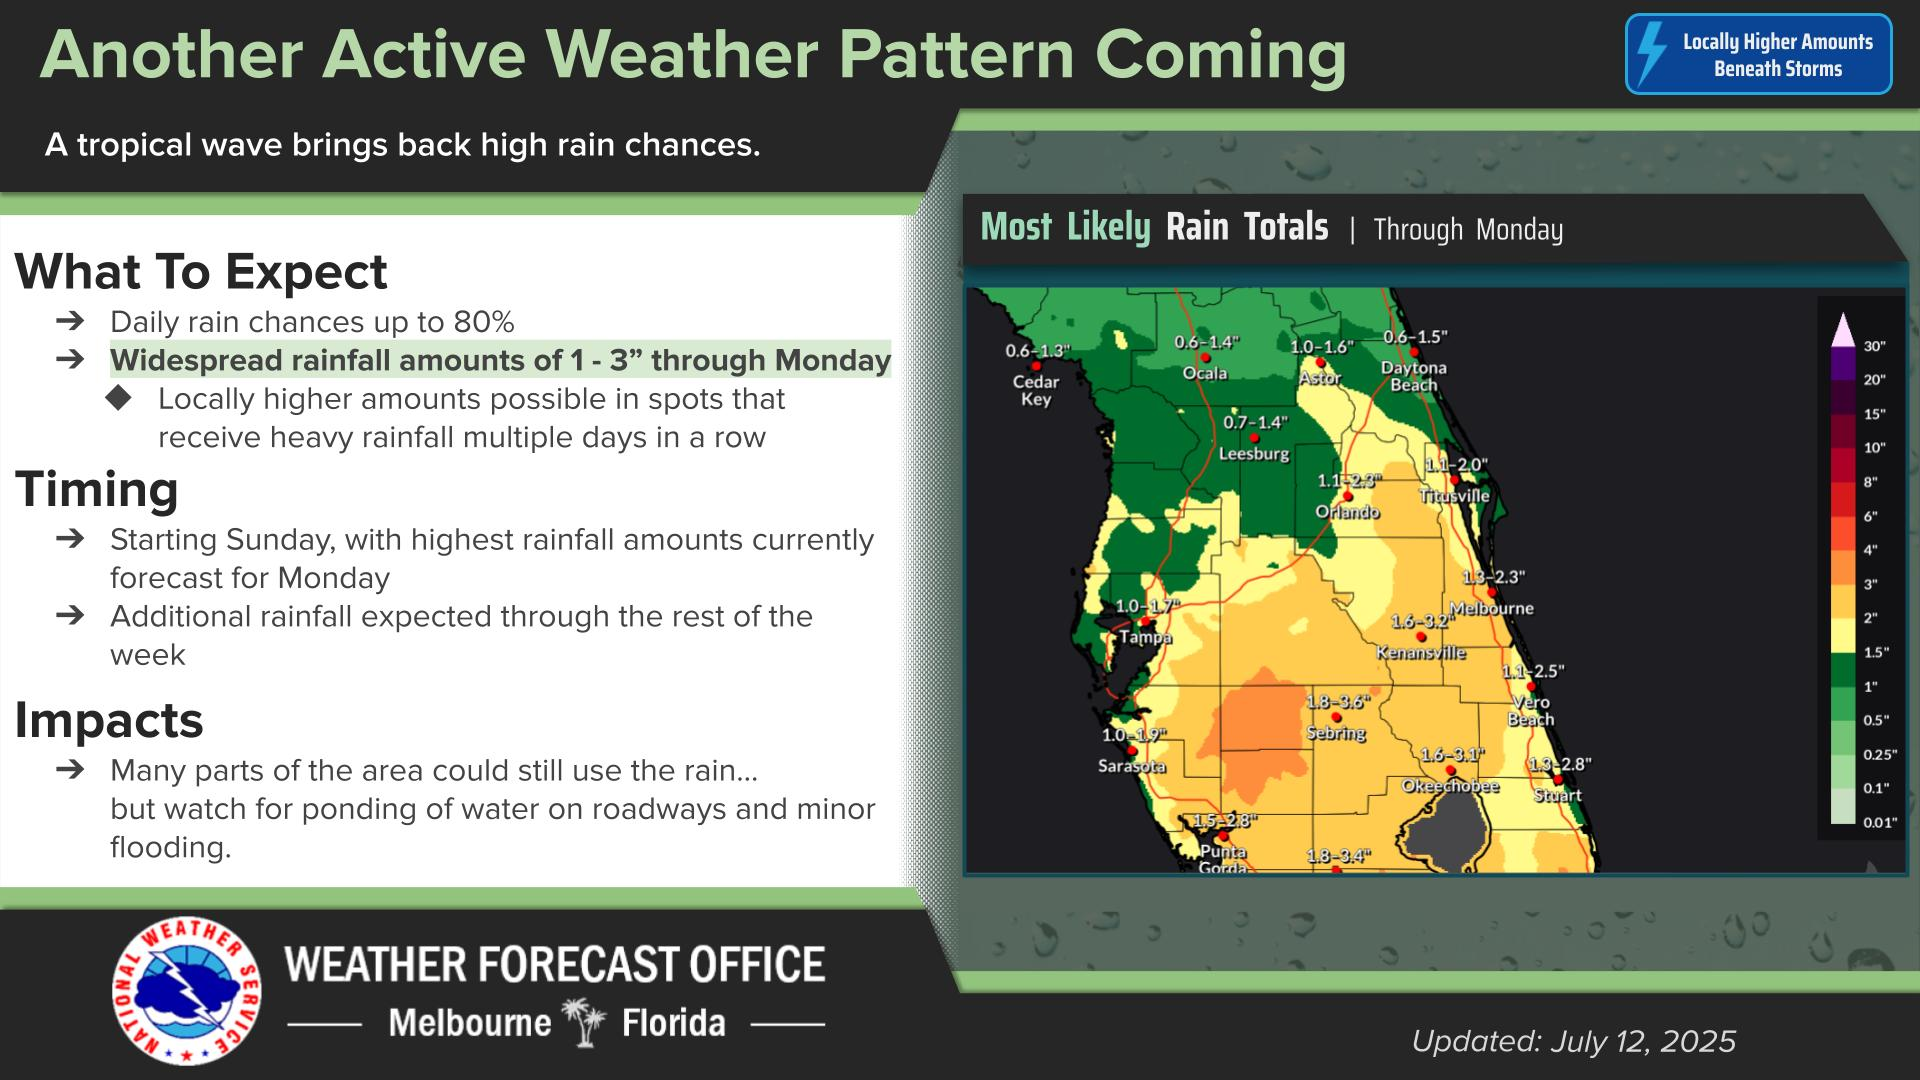 Another Active Weather Pattern Coming
Locally Higher Amounts
Beneath Storms
A tropical wave brings back high rain chances.
What To Expect
➔ Daily rain chances up to 80%
➔ Widespread rainfall amounts of 1 - 3” through Monday
◆ Locally higher amounts possible in spots that
receive heavy rainfall multiple days in a row
Timing
➔ Starting Sunday, with highest rainfall amounts currently
forecast for Monday
➔ Additional rainfall expected through the rest of the
week
Impacts
➔ Many parts of the area could still use the rain...
but watch for ponding of water on roadways and minor
flooding.
Most Likely Rain Totals | Through Monday
0.6–1.3"
Cedar
Key
0.6–1.4"
Ocala
1.0–1.6"
Astor
0.6–1.5"
Daytona
Beach
0.7–1.4"
Leesburg
1.1–2.3"
Orlando
1.1–2.0"
Titusville
1.3–2.3"
Melbourne
1.0–1.7"
Tampa
1.6–3.2"
Kenansville
1.1–2.5"
Vero
Beach
1.8–3.6"
Sebring
1.0–1.9"
Sarasota
1.6–3.1"
Okeechobee
1.3–2.8"
Stuart
1.5–2.8"
Punta
Gorda
1.8–3.4"
30"
20"
15"
10"
8"
6"
4"
3"
2"
1.5"
1"
0.5"
0.25"
0.1"
0.01"
NATIONAL WEATHER SERVICE
WEATHER FORECAST OFFICE
Melbourne Florida
Updated: July 12, 2025